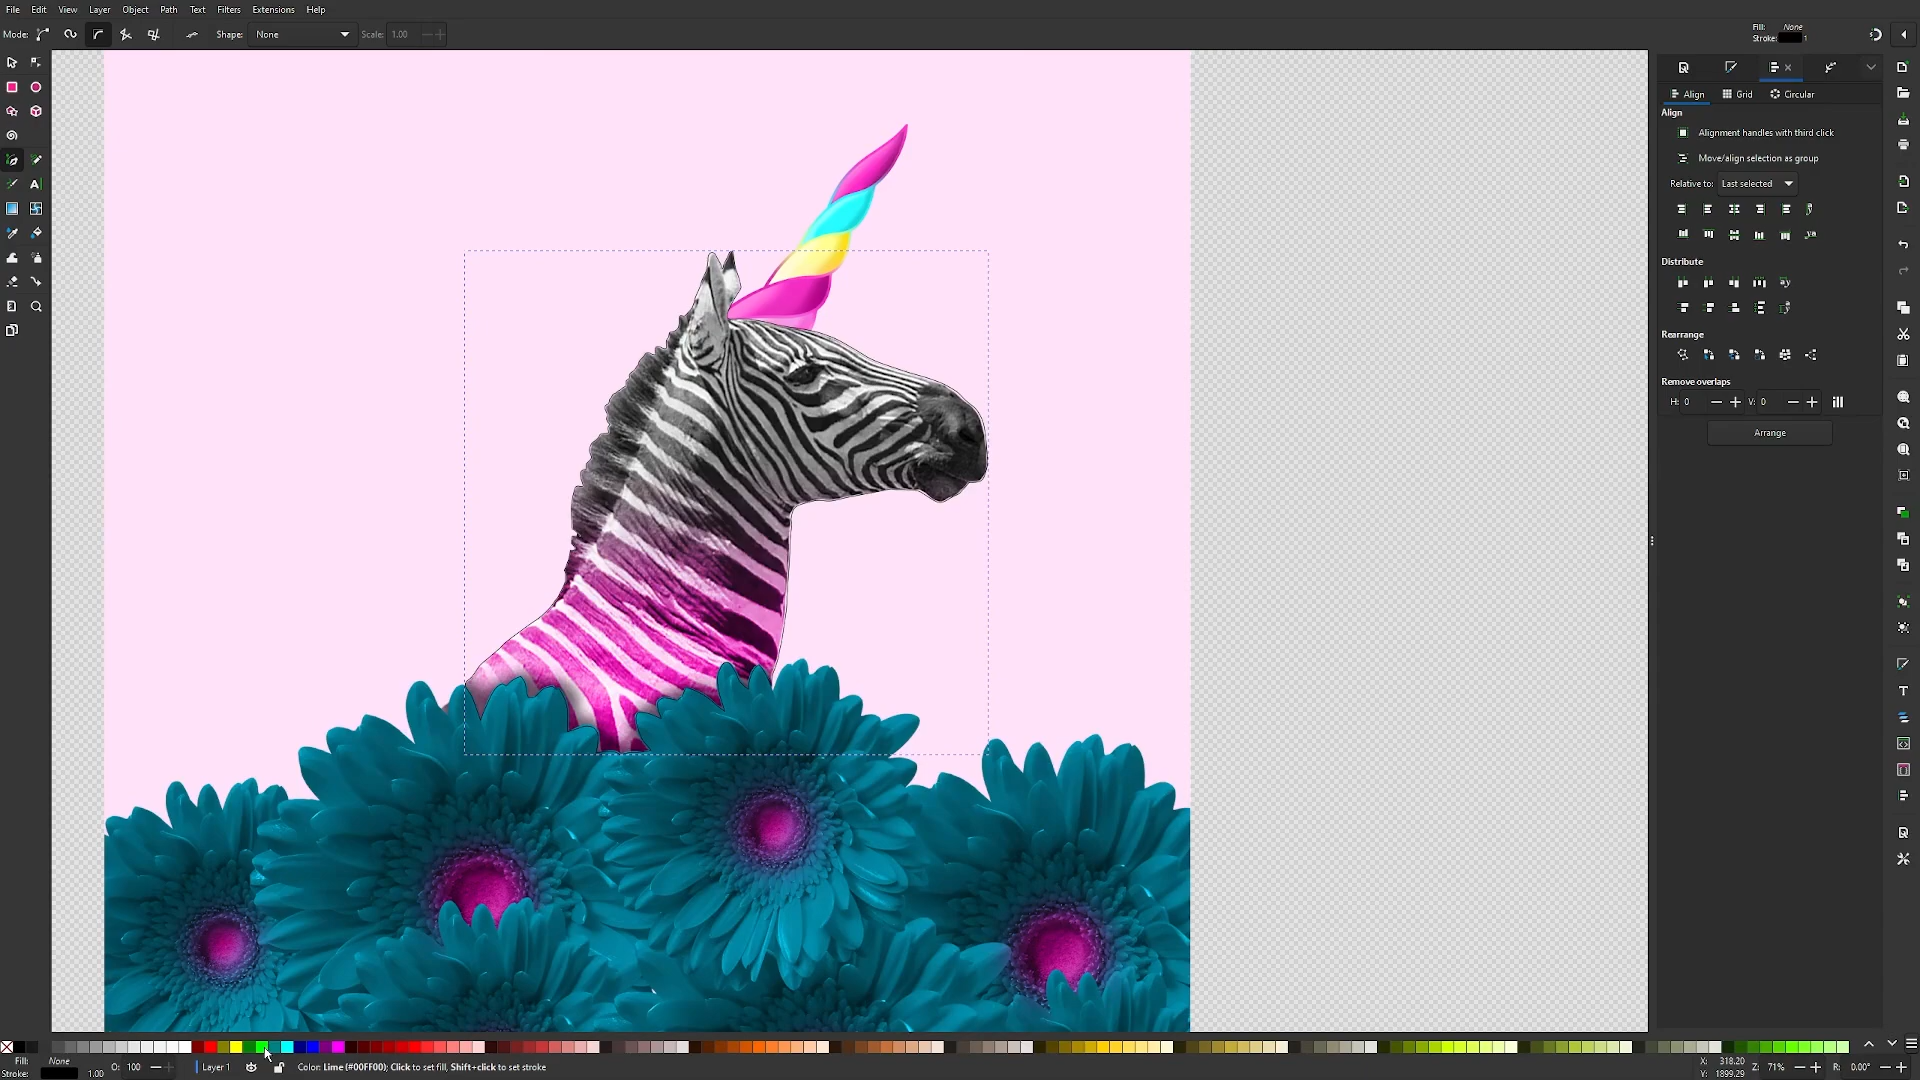 File Edit View Layer Object Path Text Filters Extensions Help
Mode: Shape: None Scale: 1.00
Fill: None
Stroke: 1
Align Grid Circular
Align
Alignment handles with third click
Move/align selection as group
Relative to: Last selected
Distribute
Rearrange
Remove overlaps
H: 0 V: 0
Arrange
Fill: None
Stroke: 1.00
O: 100
Layer 1
Color: Lime (#00FF00); Click to set fill, Shift+click to set stroke
X: 318.20
Y: 1899.29
Z: 71%
R: 0.00°